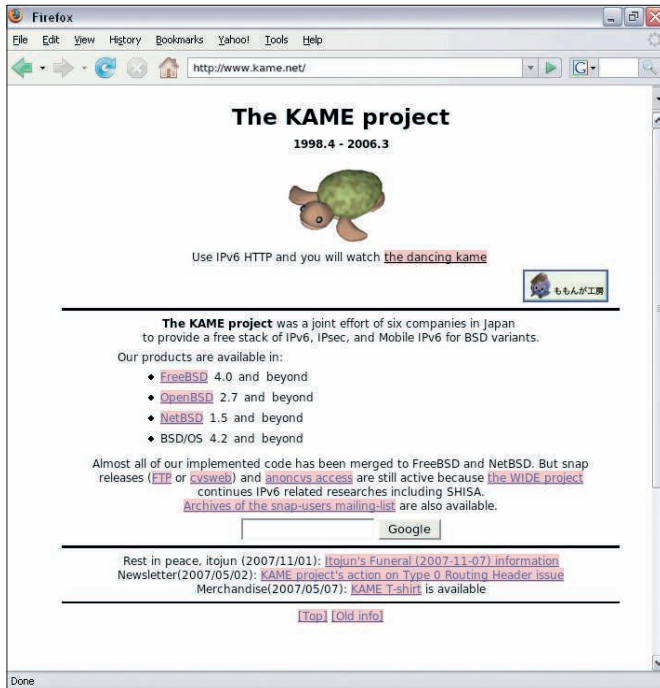 Firefox
File Edit View History Bookmarks Yahoo! Tools Help
http://www.kame.net/
G
The KAME project
1998.4 - 2006.3
Use IPv6 HTTP and you will watch the dancing kame
ももんが工房
The KAME project was a joint effort of six companies in Japan
to provide a free stack of IPv6, IPsec, and Mobile IPv6 for BSD variants.
Our products are available in:
FreeBSD 4.0 and beyond
OpenBSD 2.7 and beyond
NetBSD 1.5 and beyond
BSD/OS 4.2 and beyond
Almost all of our implemented code has been merged to FreeBSD and NetBSD. But snap
releases (FTP or cvsweb) and anoncvs access are still active because the WIDE project
continues IPv6 related researches including SHISA.
Archives of the snap-users mailing-list are also available.
Google
Rest in peace, itojun (2007/11/01): Itojun's Funeral (2007-11-07) information
Newsletter(2007/05/02): KAME project's action on Type 0 Routing Header issue
Merchandise(2007/05/07): KAME T-shirt is available
[Top] [Old info]
Done